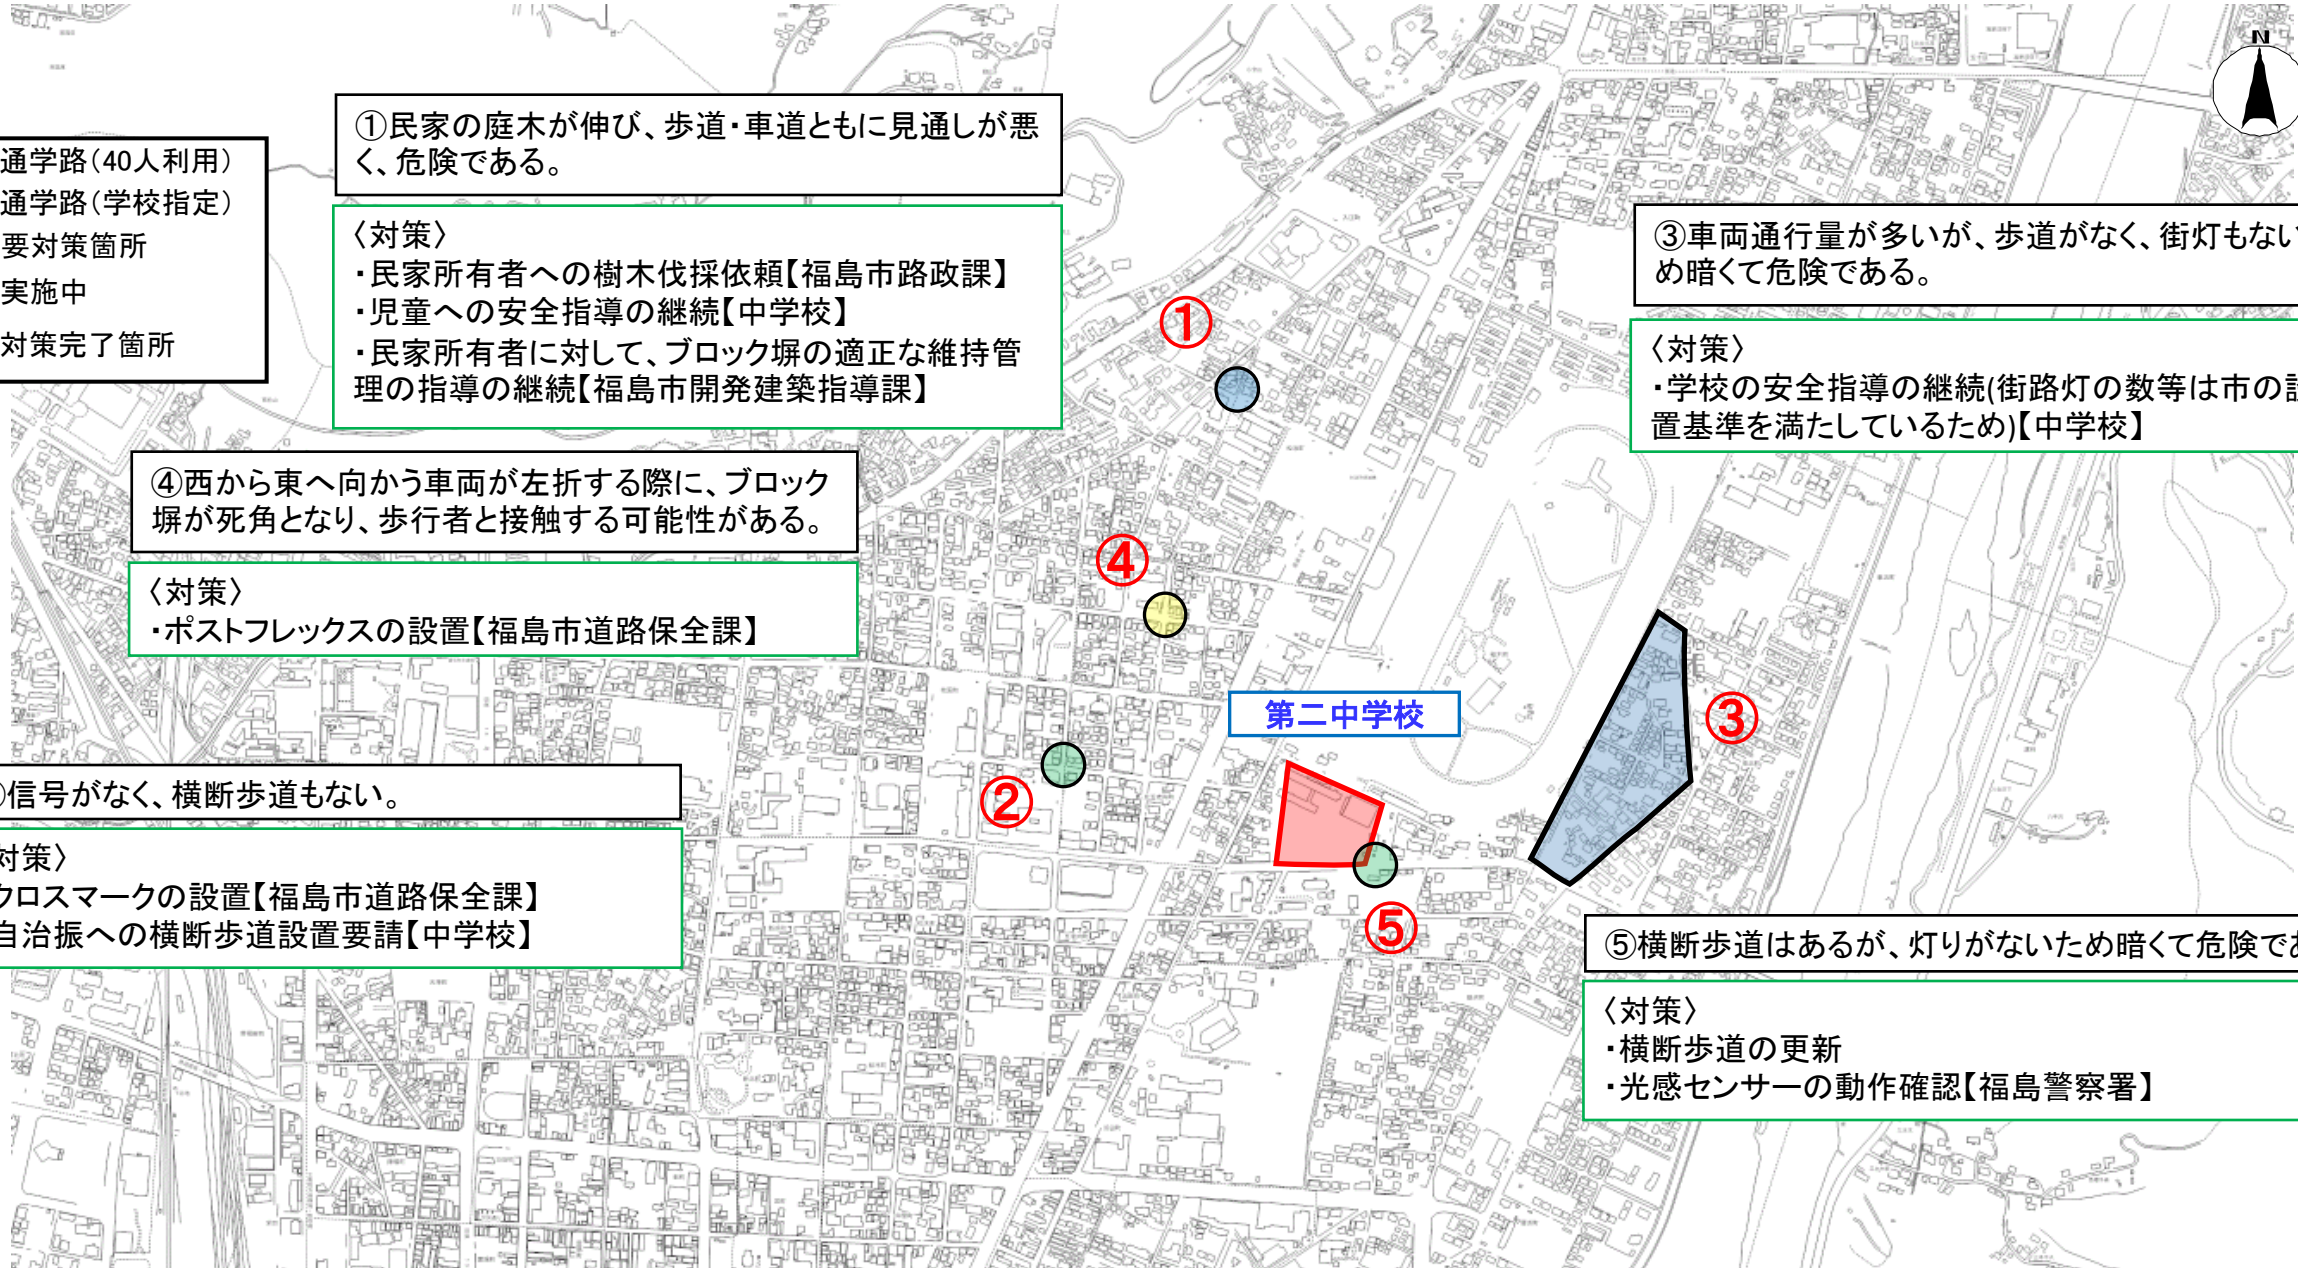 N
通学路(40人利用)
通学路(学校指定)
要対策箇所
実施中
対策完了箇所
①民家の庭木が伸び、歩道・車道ともに見通しが悪
く、危険である。
〈対策〉
・民家所有者への樹木伐採依頼【福島市路政課】
・児童への安全指導の継続【中学校】
・民家所有者に対して、ブロック塀の適正な維持管
理の指導の継続【福島市開発建築指導課】
③車両通行量が多いが、歩道がなく、街灯もない
め暗くて危険である。
〈対策〉
・学校の安全指導の継続(街路灯の数等は市の設
置基準を満たしているため)【中学校】
①
④西から東へ向かう車両が左折する際に、ブロック
塀が死角となり、歩行者と接触する可能性がある。
〈対策〉
・ポストフレックスの設置【福島市道路保全課】
④
第二中学校
③
②
信号がなく、横断歩道もない。
対策〉
クロスマークの設置【福島市道路保全課】
自治振への横断歩道設置要請【中学校】
⑤
⑤横断歩道はあるが、灯りがないため暗くて危険であ
〈対策〉
・横断歩道の更新
・光感センサーの動作確認【福島警察署】